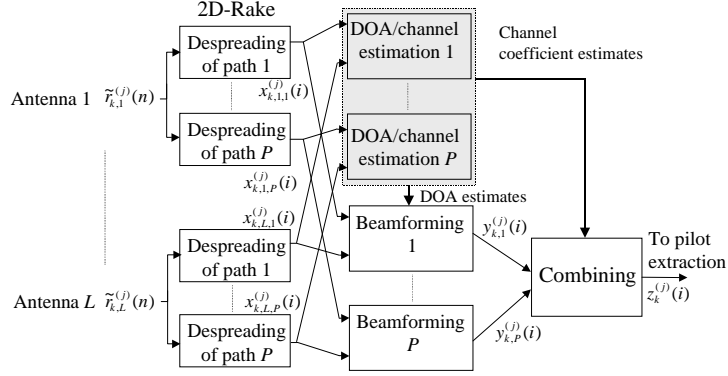 2D-Rake
Despreading
of path 1
DOA/channel
estimation 1
Channel
coefficient estimates
Antenna 1
r̃_{k,1}^{(j)}(n)
x_{k,1,1}^{(j)}(i)
Despreading
of path P
DOA/channel
estimation P
x_{k,1,P}^{(j)}(i)
DOA estimates
x_{k,L,1}^{(j)}(i)
Beamforming
1
y_{k,1}^{(j)}(i)
Despreading
of path 1
Combining
To pilot
extraction
z_k^{(j)}(i)
Antenna L
r̃_{k,L}^{(j)}(n)
x_{k,L,P}^{(j)}(i)
Despreading
of path P
Beamforming
P
y_{k,P}^{(j)}(i)